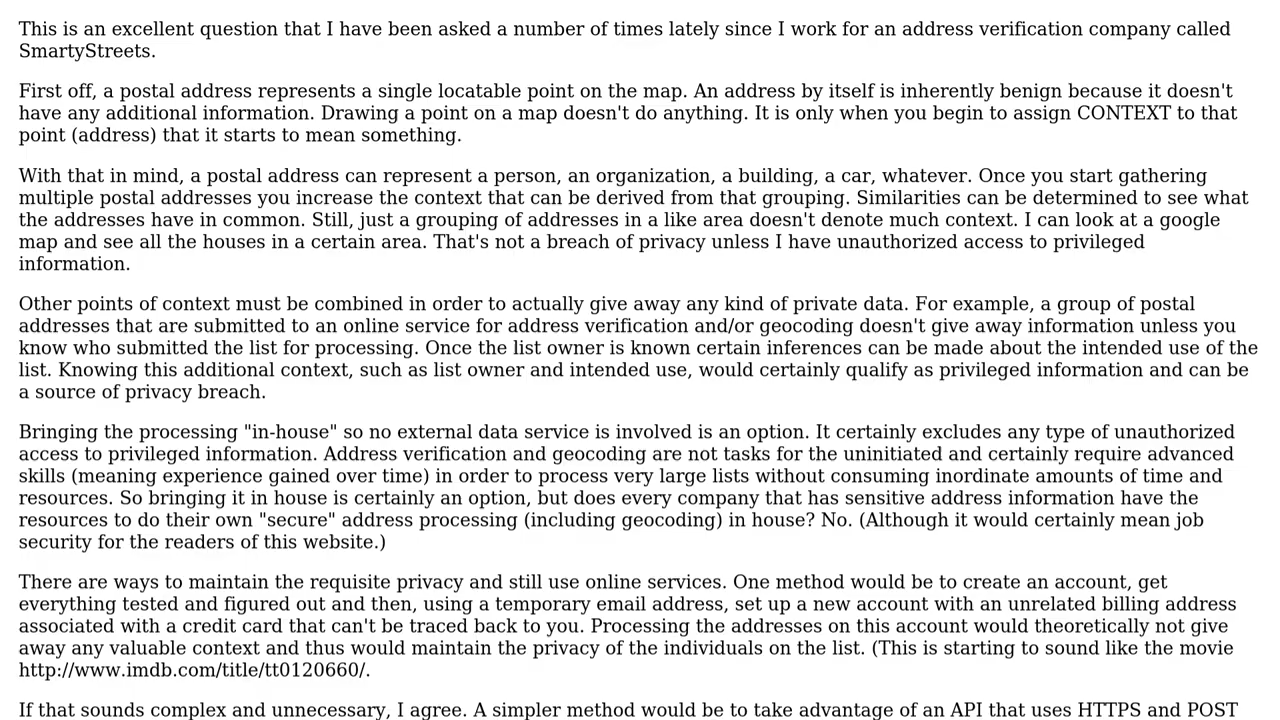 This is an excellent question that I have been asked a number of times lately since I work for an address verification company called
SmartyStreets.
First off, a postal address represents a single locatable point on the map. An address by itself is inherently benign because it doesn't
have any additional information. Drawing a point on a map doesn't do anything. It is only when you begin to assign CONTEXT to that
point (address) that it starts to mean something.
With that in mind, a postal address can represent a person, an organization, a building, a car, whatever. Once you start gathering
multiple postal addresses you increase the context that can be derived from that grouping. Similarities can be determined to see what
the addresses have in common. Still, just a grouping of addresses in a like area doesn't denote much context. I can look at a google
map and see all the houses in a certain area. That's not a breach of privacy unless I have unauthorized access to privileged
information.
Other points of context must be combined in order to actually give away any kind of private data. For example, a group of postal
addresses that are submitted to an online service for address verification and/or geocoding doesn't give away information unless you
know who submitted the list for processing. Once the list owner is known certain inferences can be made about the intended use of the
list. Knowing this additional context, such as list owner and intended use, would certainly qualify as privileged information and can be
a source of privacy breach.
Bringing the processing "in-house" so no external data service is involved is an option. It certainly excludes any type of unauthorized
access to privileged information. Address verification and geocoding are not tasks for the uninitiated and certainly require advanced
skills (meaning experience gained over time) in order to process very large lists without consuming inordinate amounts of time and
resources. So bringing it in house is certainly an option, but does every company that has sensitive address information have the
resources to do their own "secure" address processing (including geocoding) in house? No. (Although it would certainly mean job
security for the readers of this website.)
There are ways to maintain the requisite privacy and still use online services. One method would be to create an account, get
everything tested and figured out and then, using a temporary email address, set up a new account with an unrelated billing address
associated with a credit card that can't be traced back to you. Processing the addresses on this account would theoretically not give
away any valuable context and thus would maintain the privacy of the individuals on the list. (This is starting to sound like the movie
http://www.imdb.com/title/tt0120660/.
If that sounds complex and unnecessary, I agree. A simpler method would be to take advantage of an API that uses HTTPS and POST